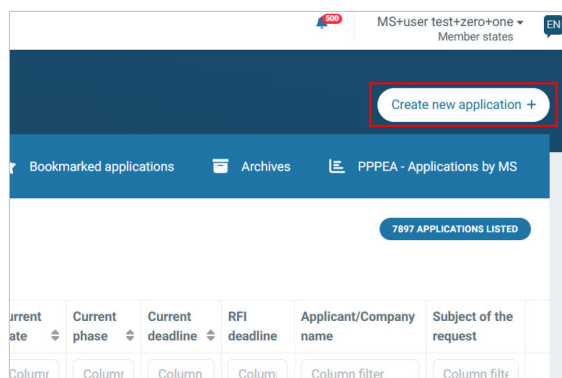 500
MS+user test+zero+one
EN
Member states
Create new application +
Bookmarked applications Archives PPPEA - Applications by MS
7897 APPLICATIONS LISTED
Current Current RFI Applicant/Company Subject of the
phase deadline deadline name request
Column Column filter